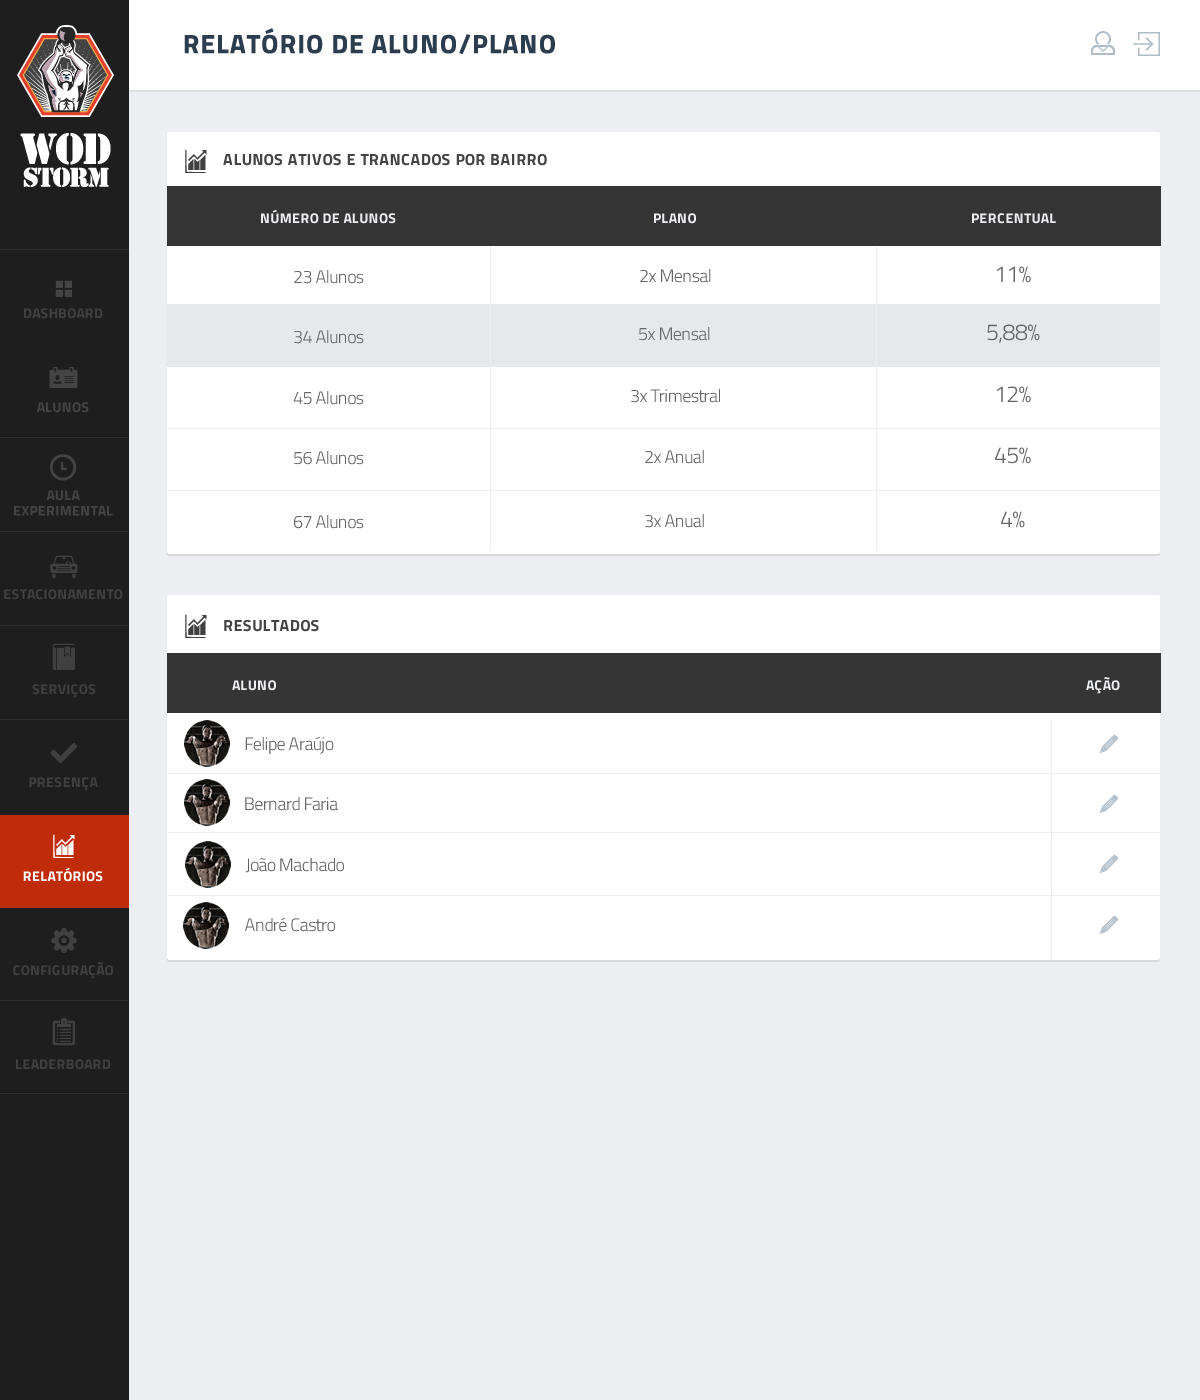 WOD
STORM
DASHBOARD
ALUNOS
AULA
EXPERIMENTAL
ESTACIONAMENTO
SERVIÇOS
PRESENÇA
RELATÓRIOS
CONFIGURAÇÃO
LEADERBOARD
RELATÓRIO DE ALUNO/PLANO
ALUNOS ATIVOS E TRANCADOS POR BAIRRO
NÚMERO DE ALUNOS PLANO PERCENTUAL
23 Alunos 2x Mensal 11%
34 Alunos 5x Mensal 5,88%
45 Alunos 3x Trimestral 12%
56 Alunos 2x Anual 45%
67 Alunos 3x Anual 4%
RESULTADOS
ALUNO AÇÃO
Felipe Araújo
Bernard Faria
João Machado
André Castro